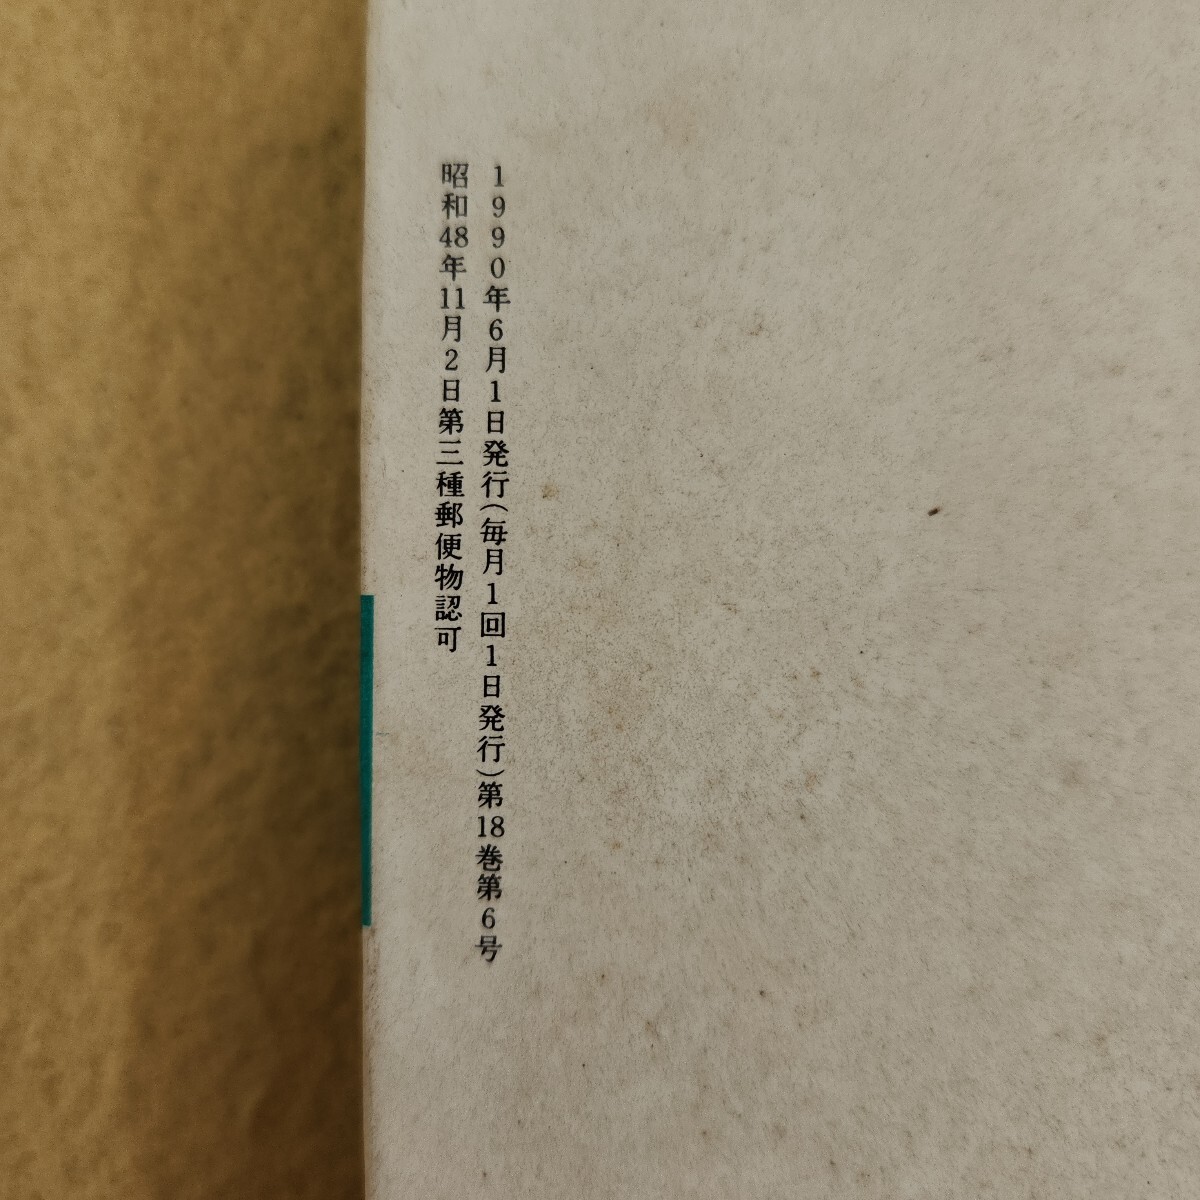 1990年6月1日発行(毎月1回1日発行)第18巻第6号
昭和48年11月2日第三種郵便物認可